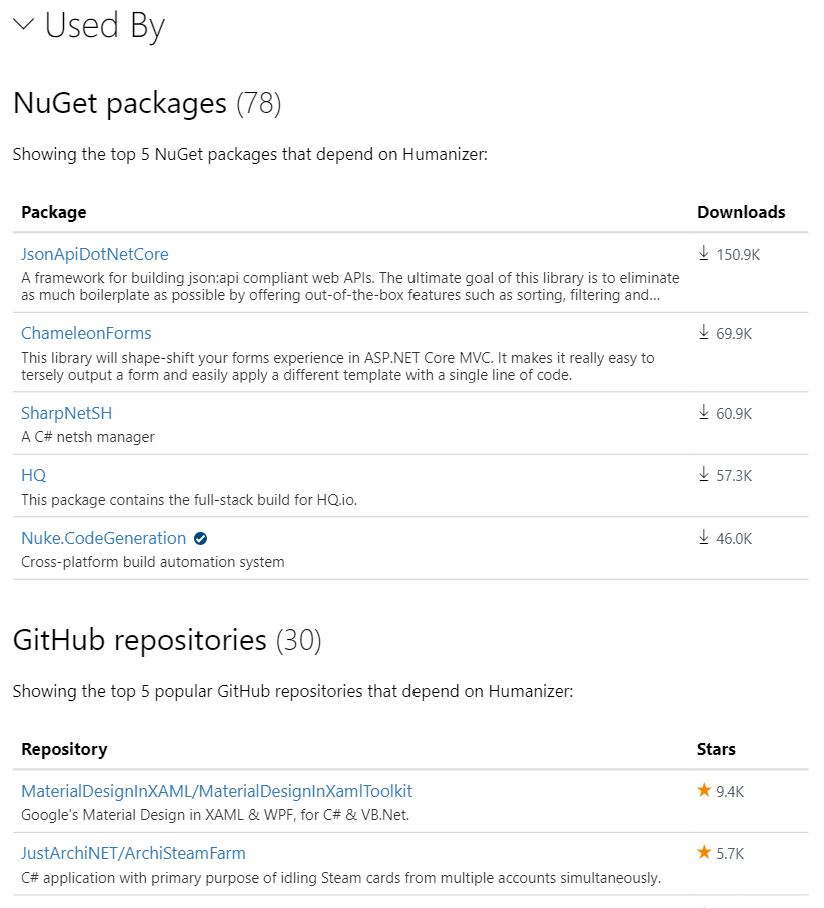 Used By
NuGet packages (78)
Showing the top 5 NuGet packages that depend on Humanizer:
Package Downloads
JsonApiDotNetCore 150.9K
A framework for building json:api compliant web APIs. The ultimate goal of this library is to eliminate
as much boilerplate as possible by offering out-of-the-box features such as sorting, filtering and...
ChameleonForms 69.9K
This library will shape-shift your forms experience in ASP.NET Core MVC. It makes it really easy to
tersely output a form and easily apply a different template with a single line of code.
SharpNetSH 60.9K
A C# netsh manager
HQ 57.3K
This package contains the full-stack build for HQ.io.
Nuke.CodeGeneration 46.0K
Cross-platform build automation system
GitHub repositories (30)
Showing the top 5 popular GitHub repositories that depend on Humanizer:
Repository Stars
MaterialDesignInXAML/MaterialDesignInXamlToolkit 9.4K
Google's Material Design in XAML & WPF, for C# & VB.Net.
JustArchiNET/ArchiSteamFarm 5.7K
C# application with primary purpose of idling Steam cards from multiple accounts simultaneously.